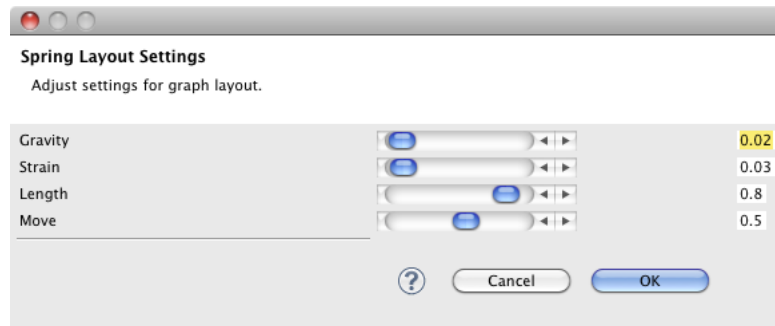 Spring Layout Settings
Adjust settings for graph layout.
Gravity 0.02
Strain 0.03
Length 0.8
Move 0.5
? Cancel OK